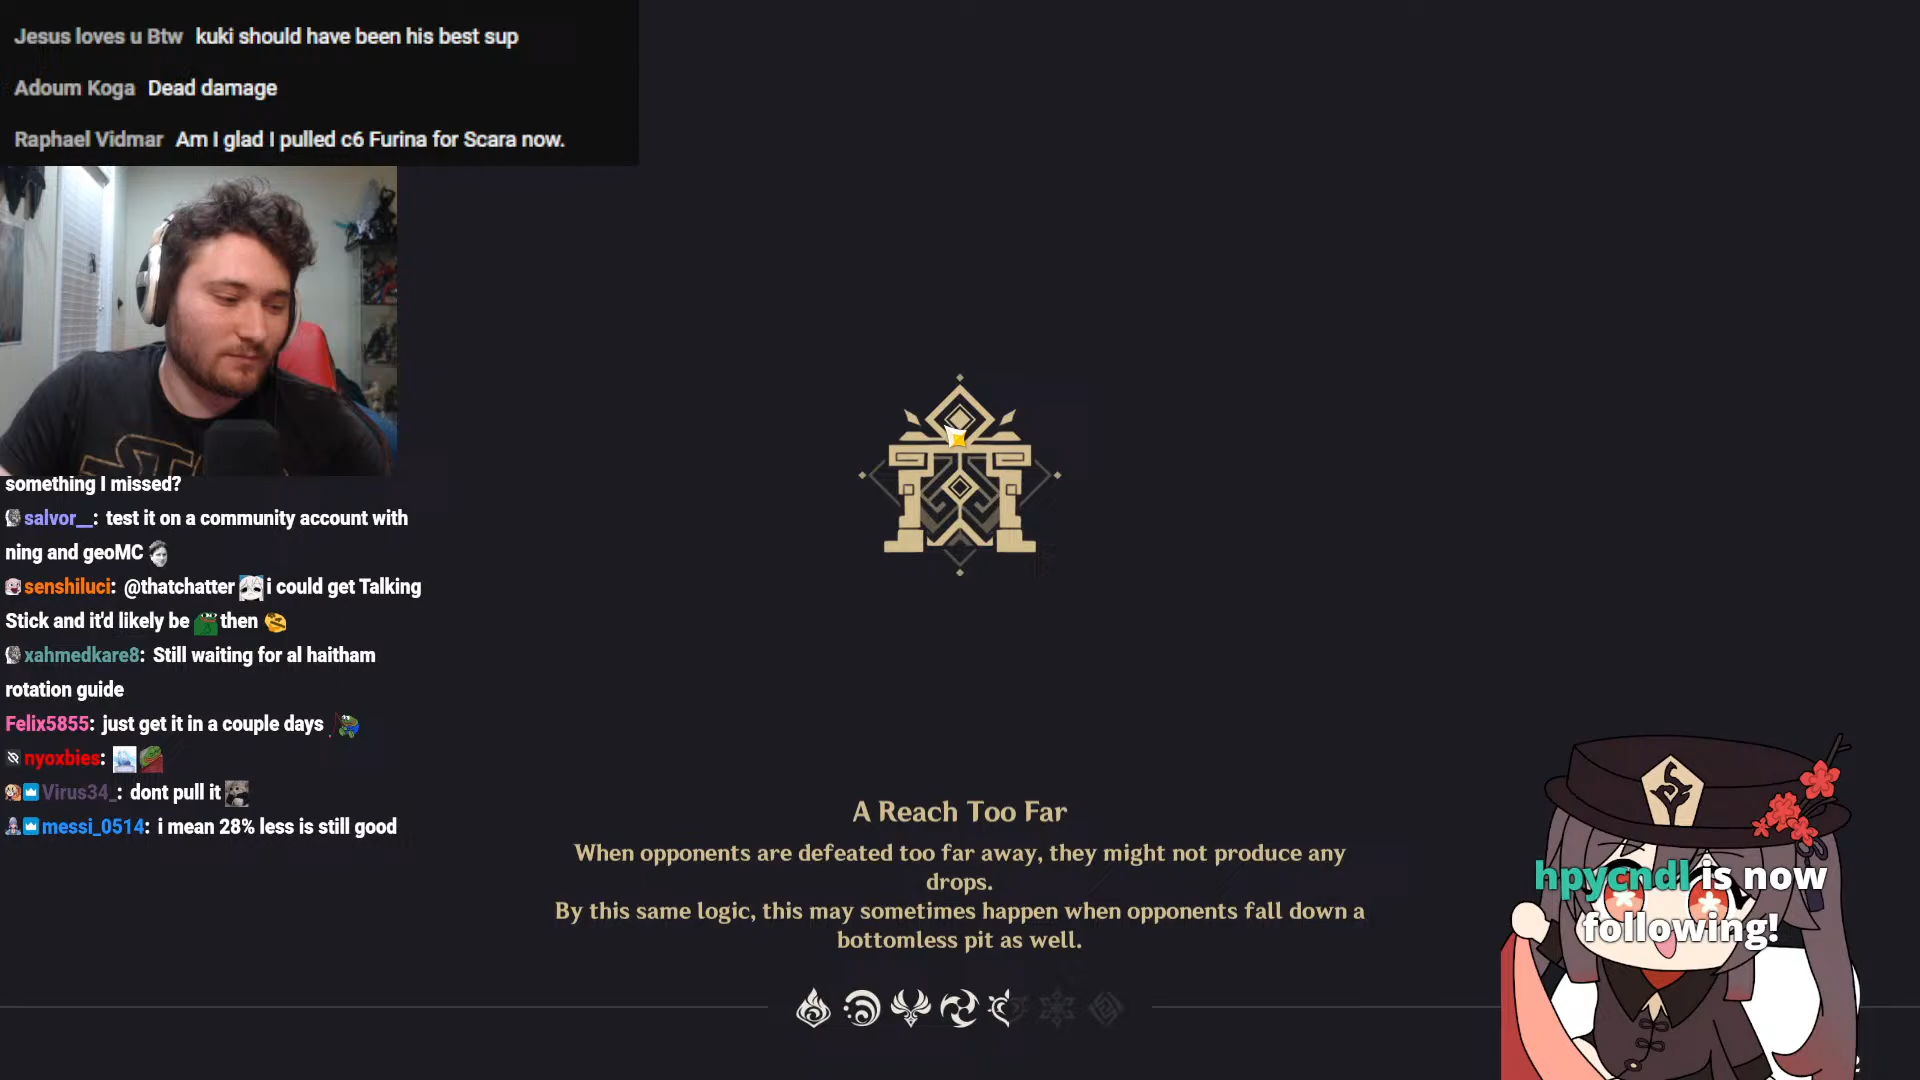 Jesus loves u Btw kuki should have been his best sup
Adoum Koga Dead damage
Raphael Vidmar Am I glad I pulled c6 Furina for Scara now.
something I missed?
salvor__: test it on a community account with
ning and geoMC
senshiluci: @thatchatter i could get Talking
Stick and it'd likely be then
xahmedkare8: Still waiting for al haitham
rotation guide
Felix5855: just get it in a couple days
nyoxbies:
Virus34_: dont pull it
messi_0514: i mean 28% less is still good
A Reach Too Far
When opponents are defeated too far away, they might not produce any
drops.
By this same logic, this may sometimes happen when opponents fall down a
bottomless pit as well.
hpycndl is now
following!